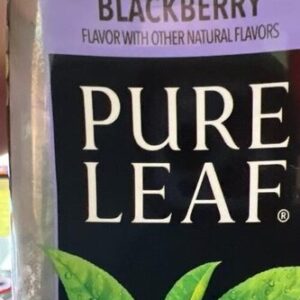 BLACKBERRY
FLAVOR WITH OTHER NATURAL FLAVORS
PURE
LEAF®